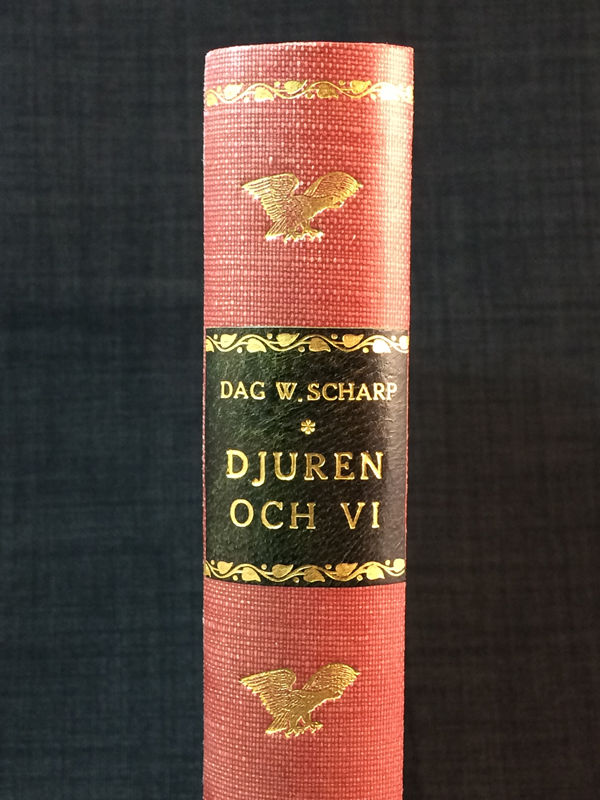 DAG W. SCHARP
*
DJUREN
OCH VI